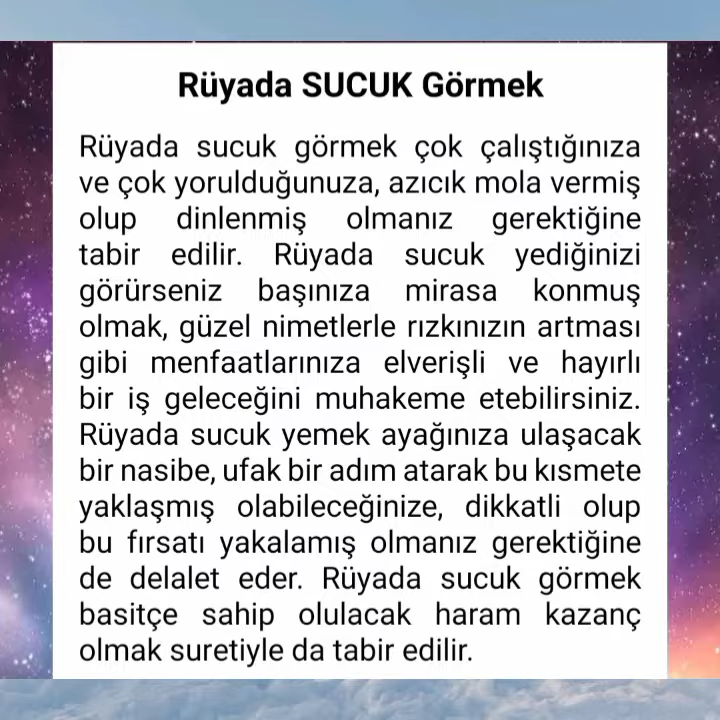 Rüyada SUCUK Görmek
Rüyada sucuk görmek çok çalıştığınıza
ve çok yorulduğunuza, azıcık mola vermiş
olup dinlenmiş olmanız gerektiğine
tabir edilir. Rüyada sucuk yediğinizi
görürseniz başınıza mirasa konmuş
olmak, güzel nimetlerle rızkınızın artması
gibi menfaatlarınıza elverişli ve hayırlı
bir iş geleceğini muhakeme etebilirsiniz.
Rüyada sucuk yemek ayağınıza ulaşacak
bir nasibe, ufak bir adım atarak bu kısmete
yaklaşmış olabileceğinize, dikkatli olup
bu fırsatı yakalamış olmanız gerektiğine
de delalet eder. Rüyada sucuk görmek
basitçe sahip olulacak haram kazanç
olmak suretiyle da tabir edilir.